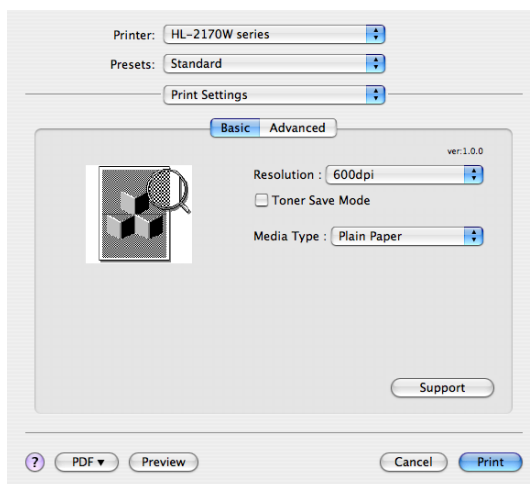 Printer: HL-2170W series
Presets: Standard
Print Settings
Basic Advanced
ver:1.0.0
Resolution : 600dpi
Toner Save Mode
Media Type : Plain Paper
Support
? PDF ▼ Preview Cancel Print